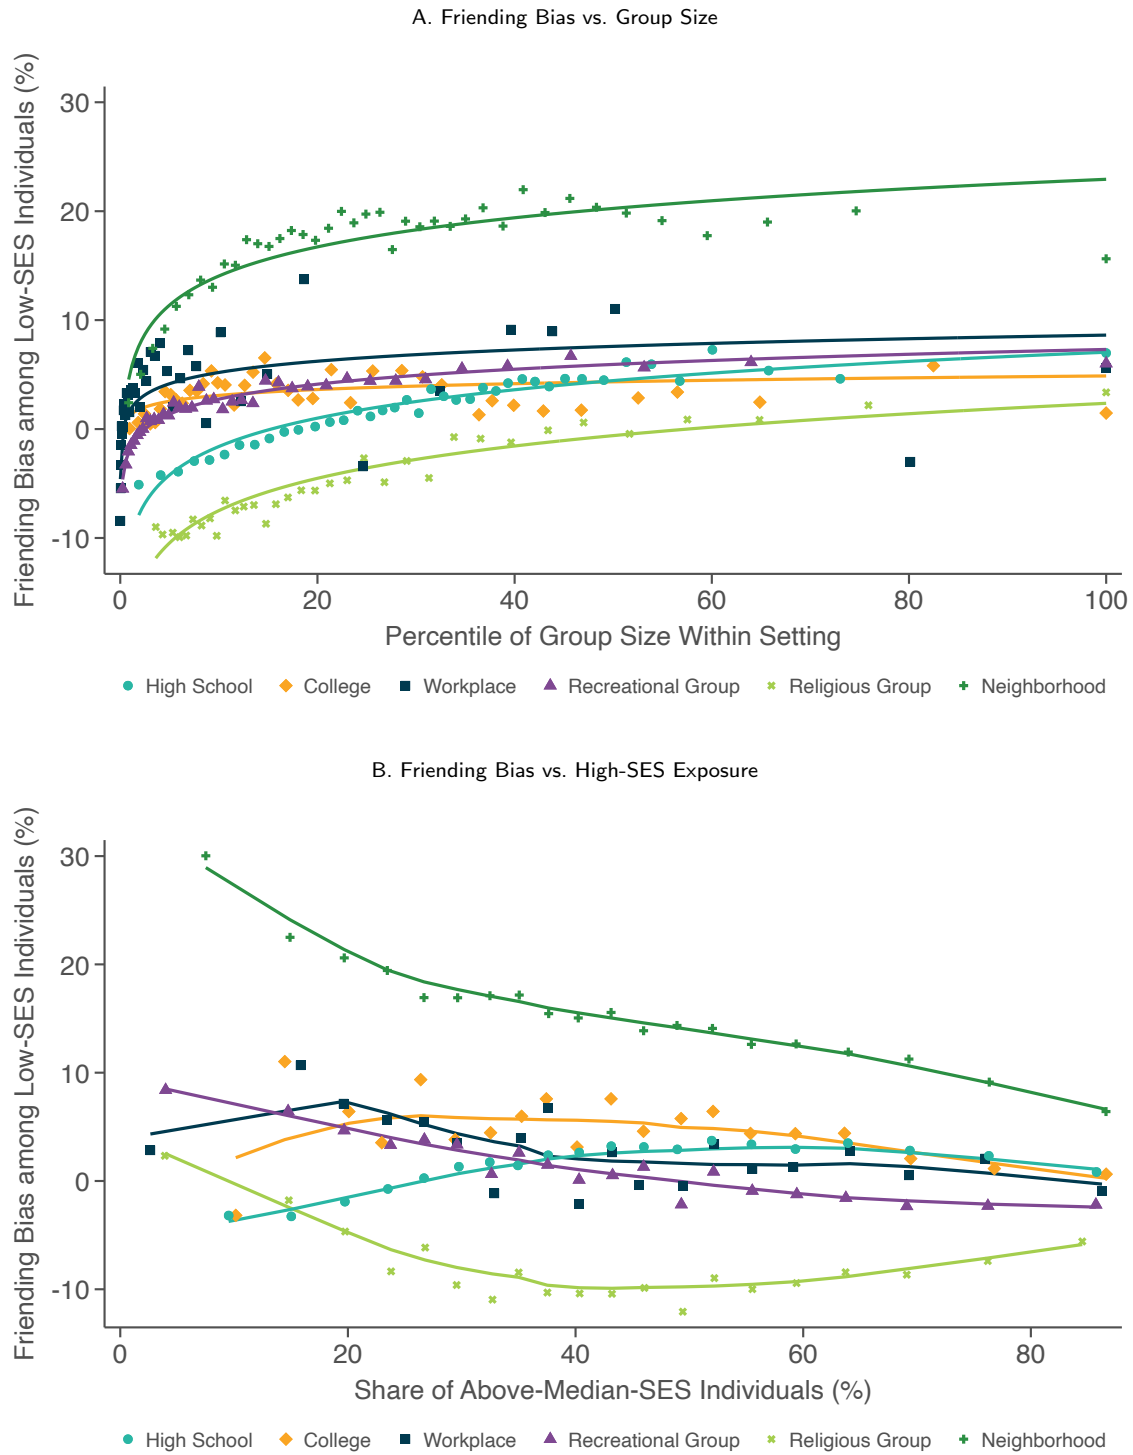 A. Friending Bias vs. Group Size
Friending Bias among Low-SES Individuals (%)
30
20
10
0
-10
0 20 40 60 80 100
Percentile of Group Size Within Setting
High School College Workplace Recreational Group Religious Group Neighborhood
B. Friending Bias vs. High-SES Exposure
Friending Bias among Low-SES Individuals (%)
30
20
10
0
-10
0 20 40 60 80
Share of Above-Median-SES Individuals (%)
High School College Workplace Recreational Group Religious Group Neighborhood